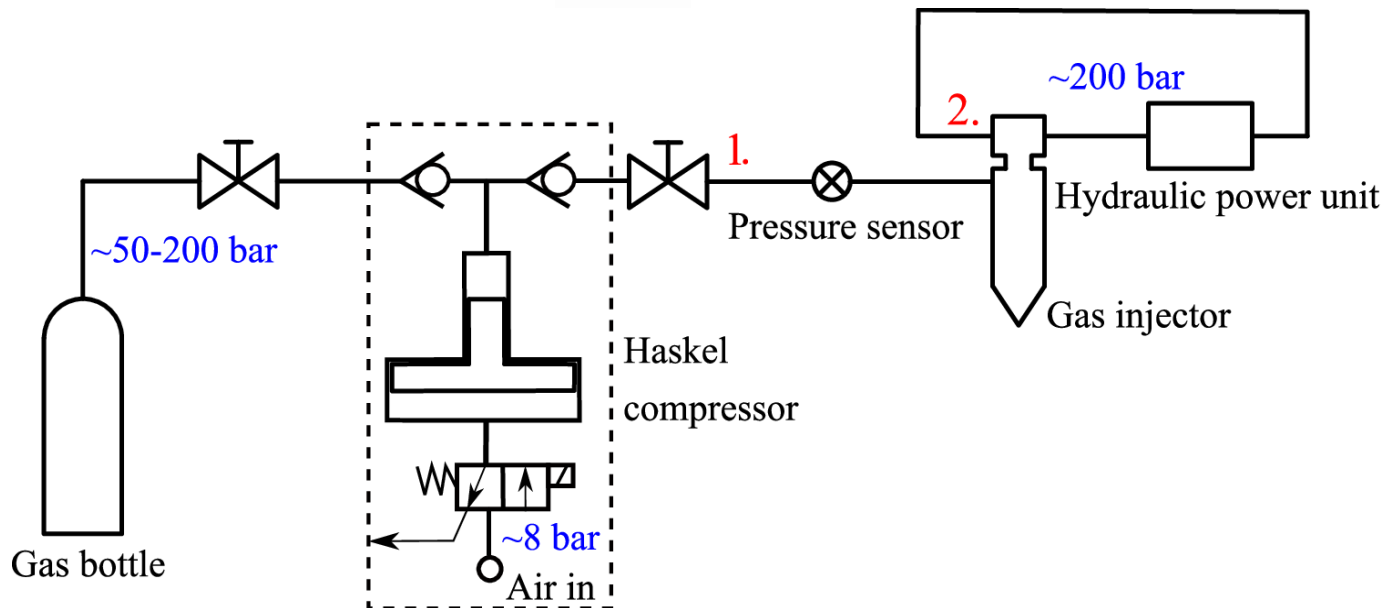 ~200 bar
2.
1.
Hydraulic power unit
Pressure sensor
~50-200 bar
Gas injector
Haskel
compressor
~8 bar
Gas bottle
Air in